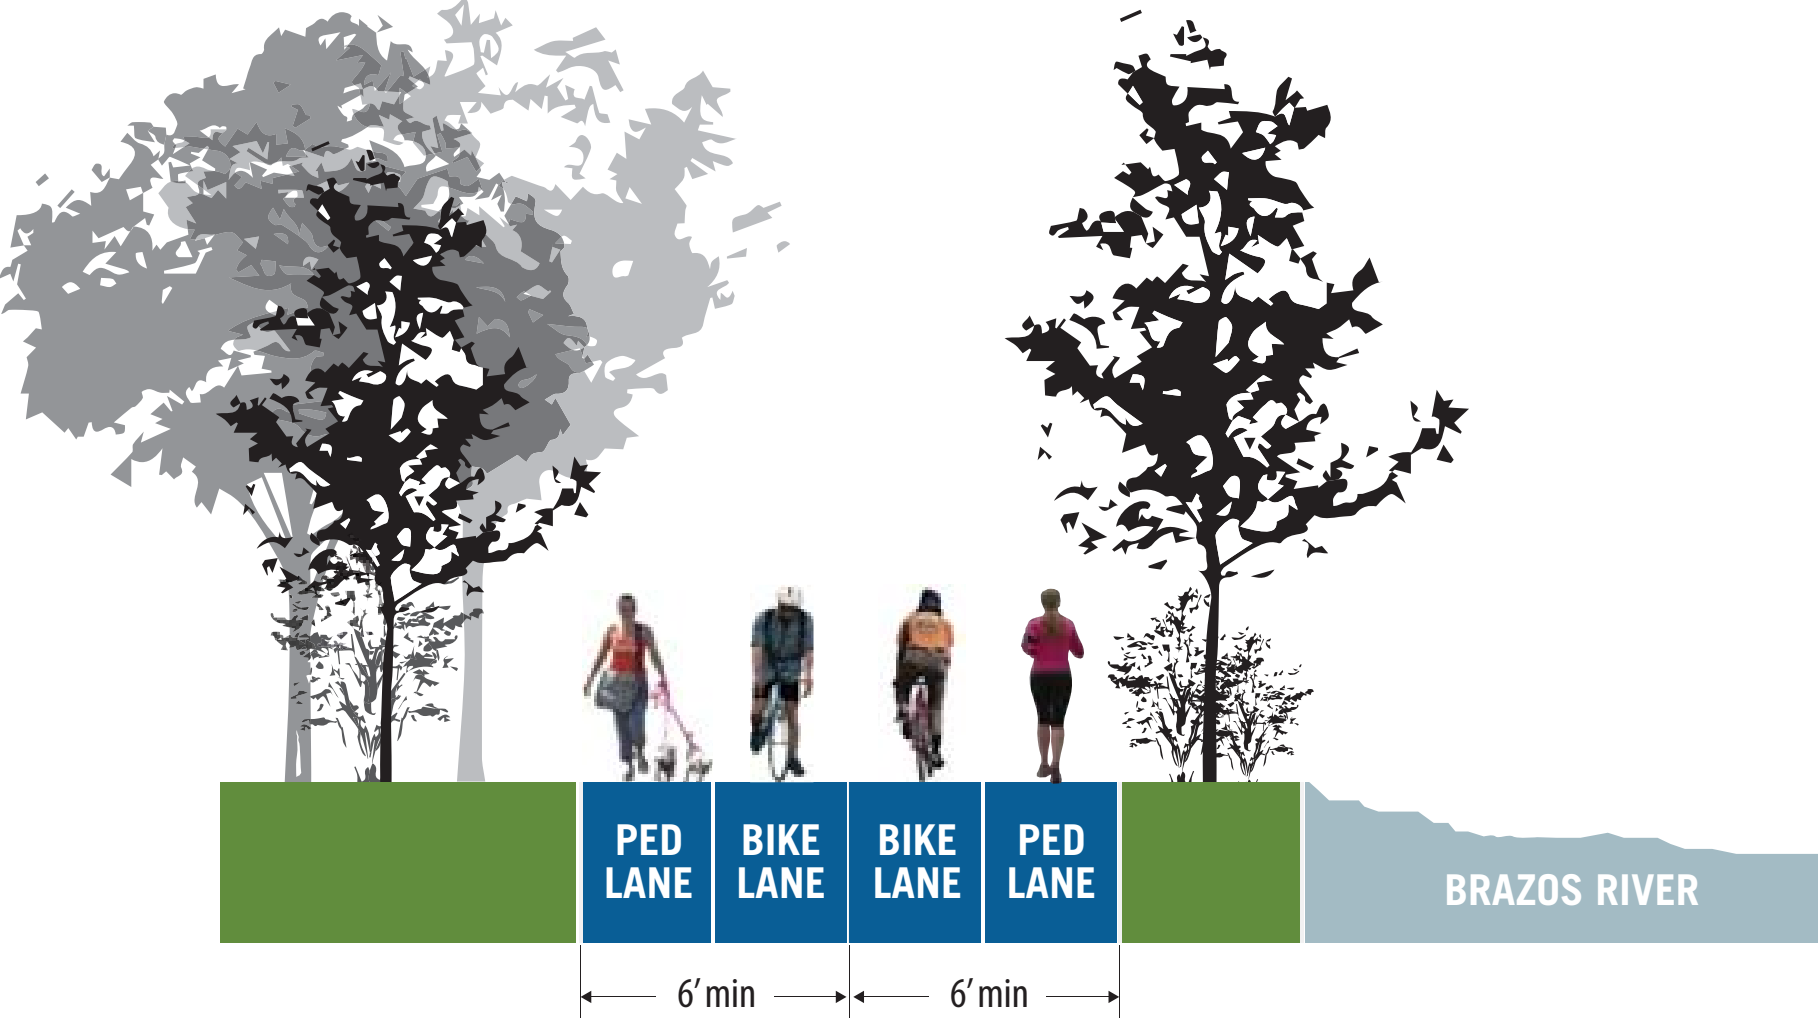 PED
LANE
BIKE
LANE
BIKE
LANE
PED
LANE
BRAZOS RIVER
6’ min
6’ min